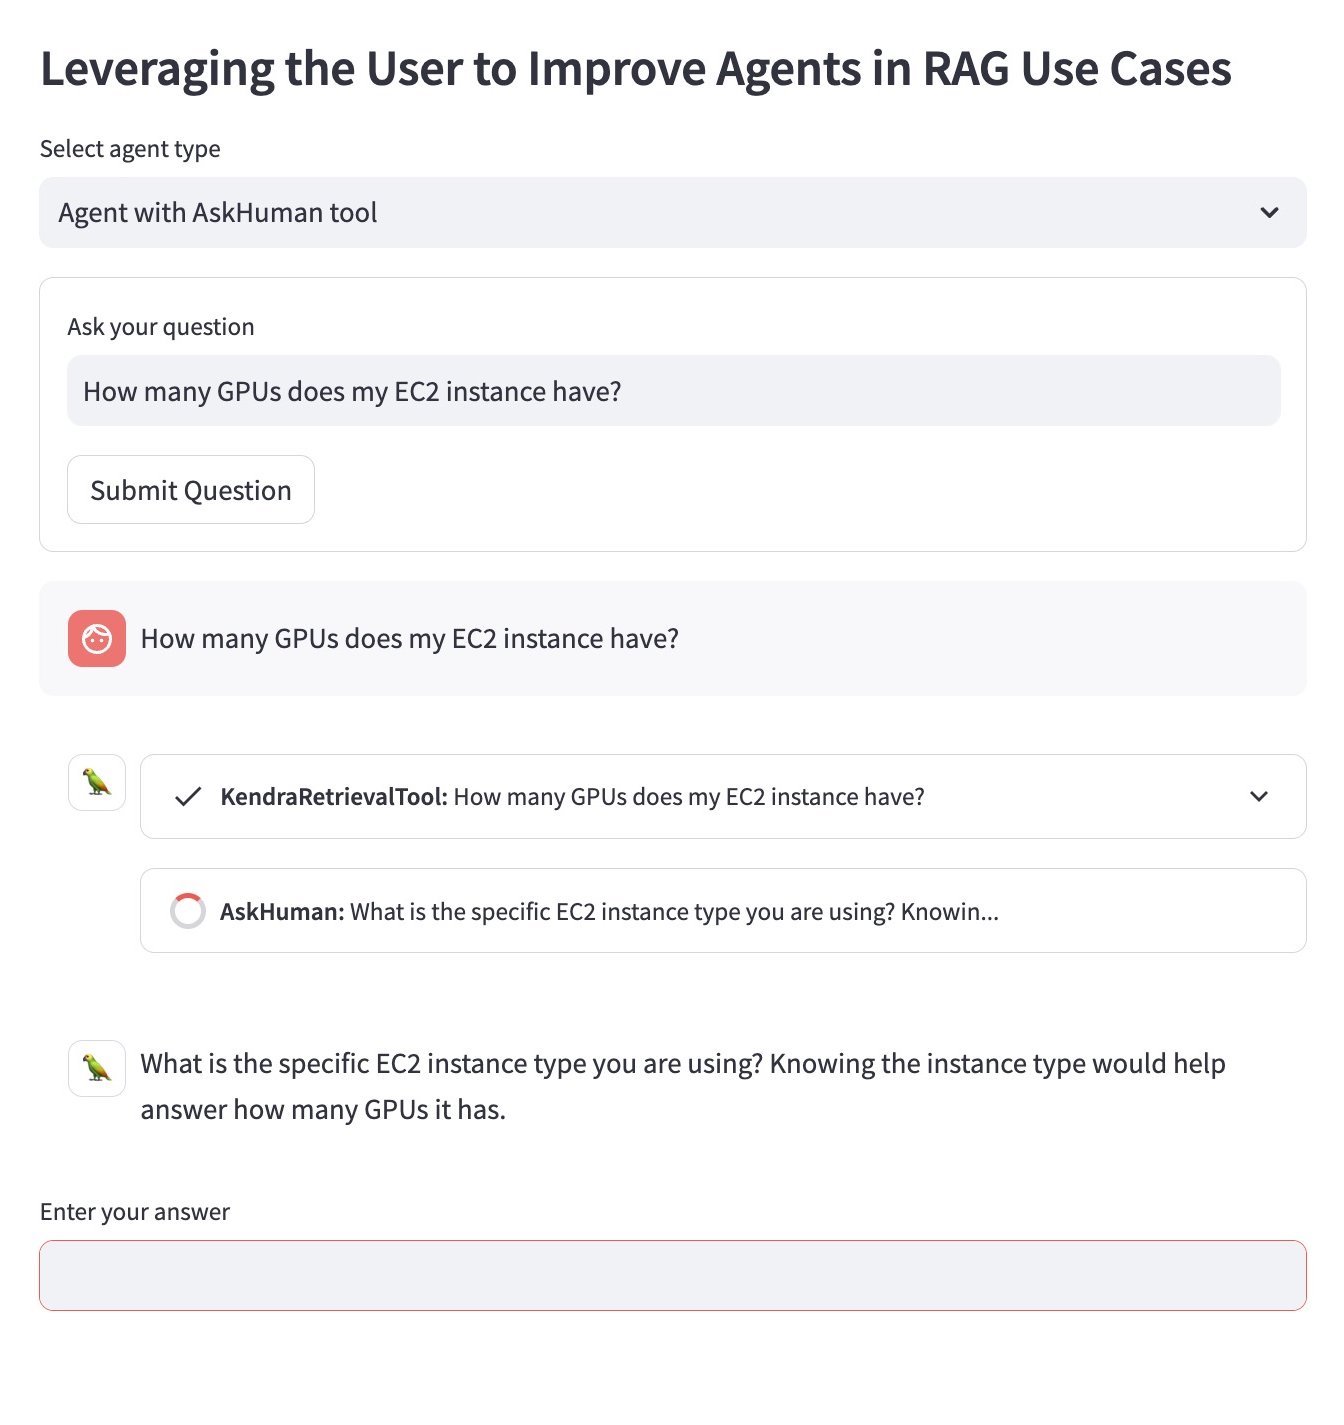 Leveraging the User to Improve Agents in RAG Use Cases
Select agent type
Agent with AskHuman tool
Ask your question
How many GPUs does my EC2 instance have?
Submit Question
How many GPUs does my EC2 instance have?
KendraRetrievalTool: How many GPUs does my EC2 instance have?
AskHuman: What is the specific EC2 instance type you are using? Knowin...
What is the specific EC2 instance type you are using? Knowing the instance type would help
answer how many GPUs it has.
Enter your answer